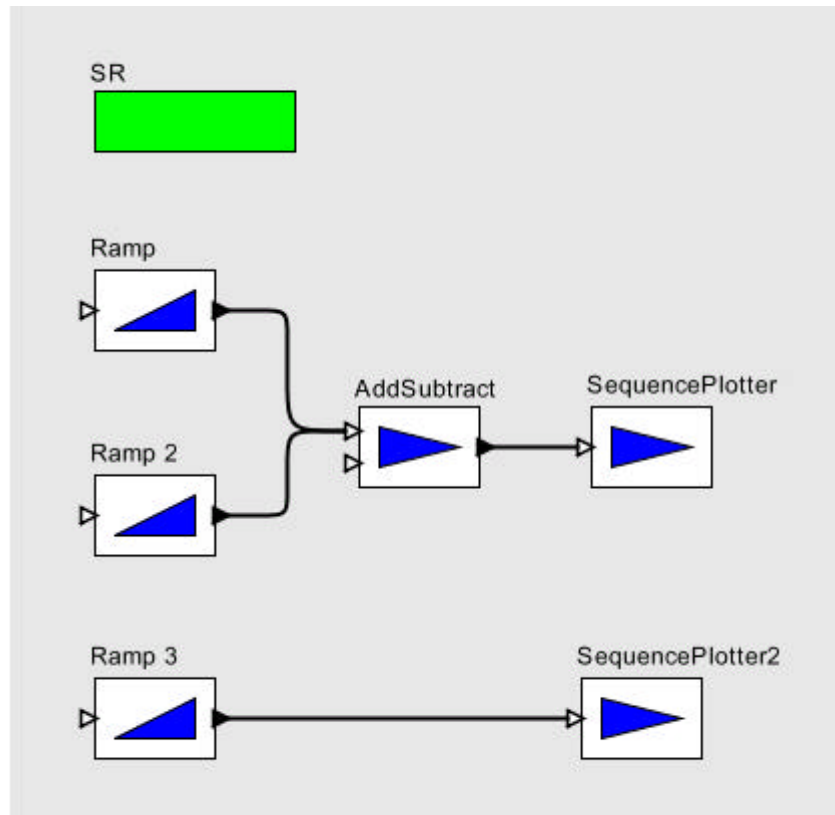 SR
Ramp
AddSubtract
SequencePlotter
Ramp 2
Ramp 3
SequencePlotter2